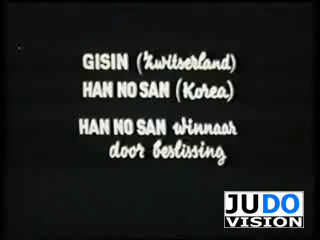 GISIN (Zwitserland)
HAN NO SAN (Korea)
HAN NO SAN winnaar
door beslissing
JUDO
VISION